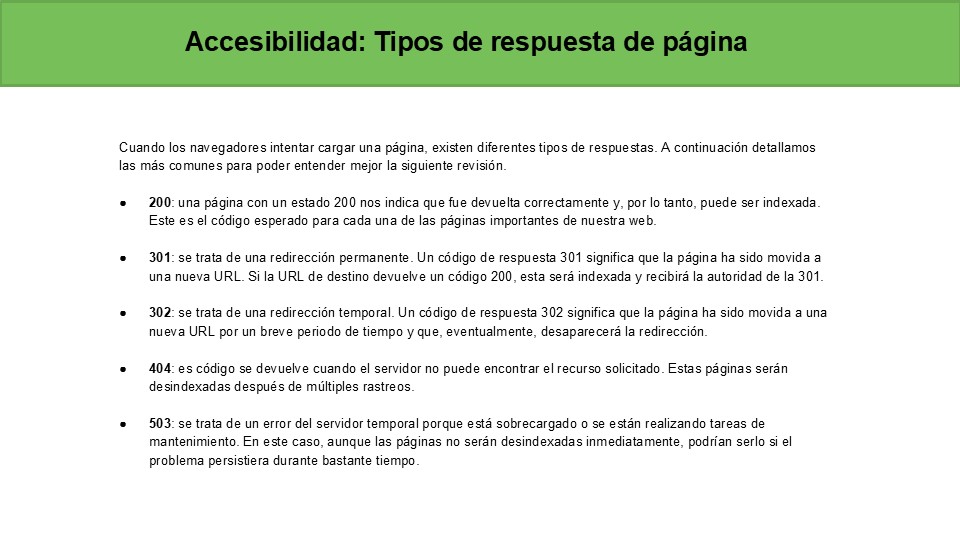 Accesibilidad: Tipos de respuesta de página
Cuando los navegadores intentar cargar una página, existen diferentes tipos de respuestas. A continuación detallamos
las más comunes para poder entender mejor la siguiente revisión.
● 200: una página con un estado 200 nos indica que fue devuelta correctamente y, por lo tanto, puede ser indexada.
Este es el código esperado para cada una de las páginas importantes de nuestra web.
● 301: se trata de una redirección permanente. Un código de respuesta 301 significa que la página ha sido movida a
una nueva URL. Si la URL de destino devuelve un código 200, esta será indexada y recibirá la autoridad de la 301.
● 302: se trata de una redirección temporal. Un código de respuesta 302 significa que la página ha sido movida a una
nueva URL por un breve periodo de tiempo y que, eventualmente, desaparecerá la redirección.
● 404: es código se devuelve cuando el servidor no puede encontrar el recurso solicitado. Estas páginas serán
desindexadas después de múltiples rastreos.
● 503: se trata de un error del servidor temporal porque está sobrecargado o se están realizando tareas de
mantenimiento. En este caso, aunque las páginas no serán desindexadas inmediatamente, podrían serlo si el
problema persistiera durante bastante tiempo.